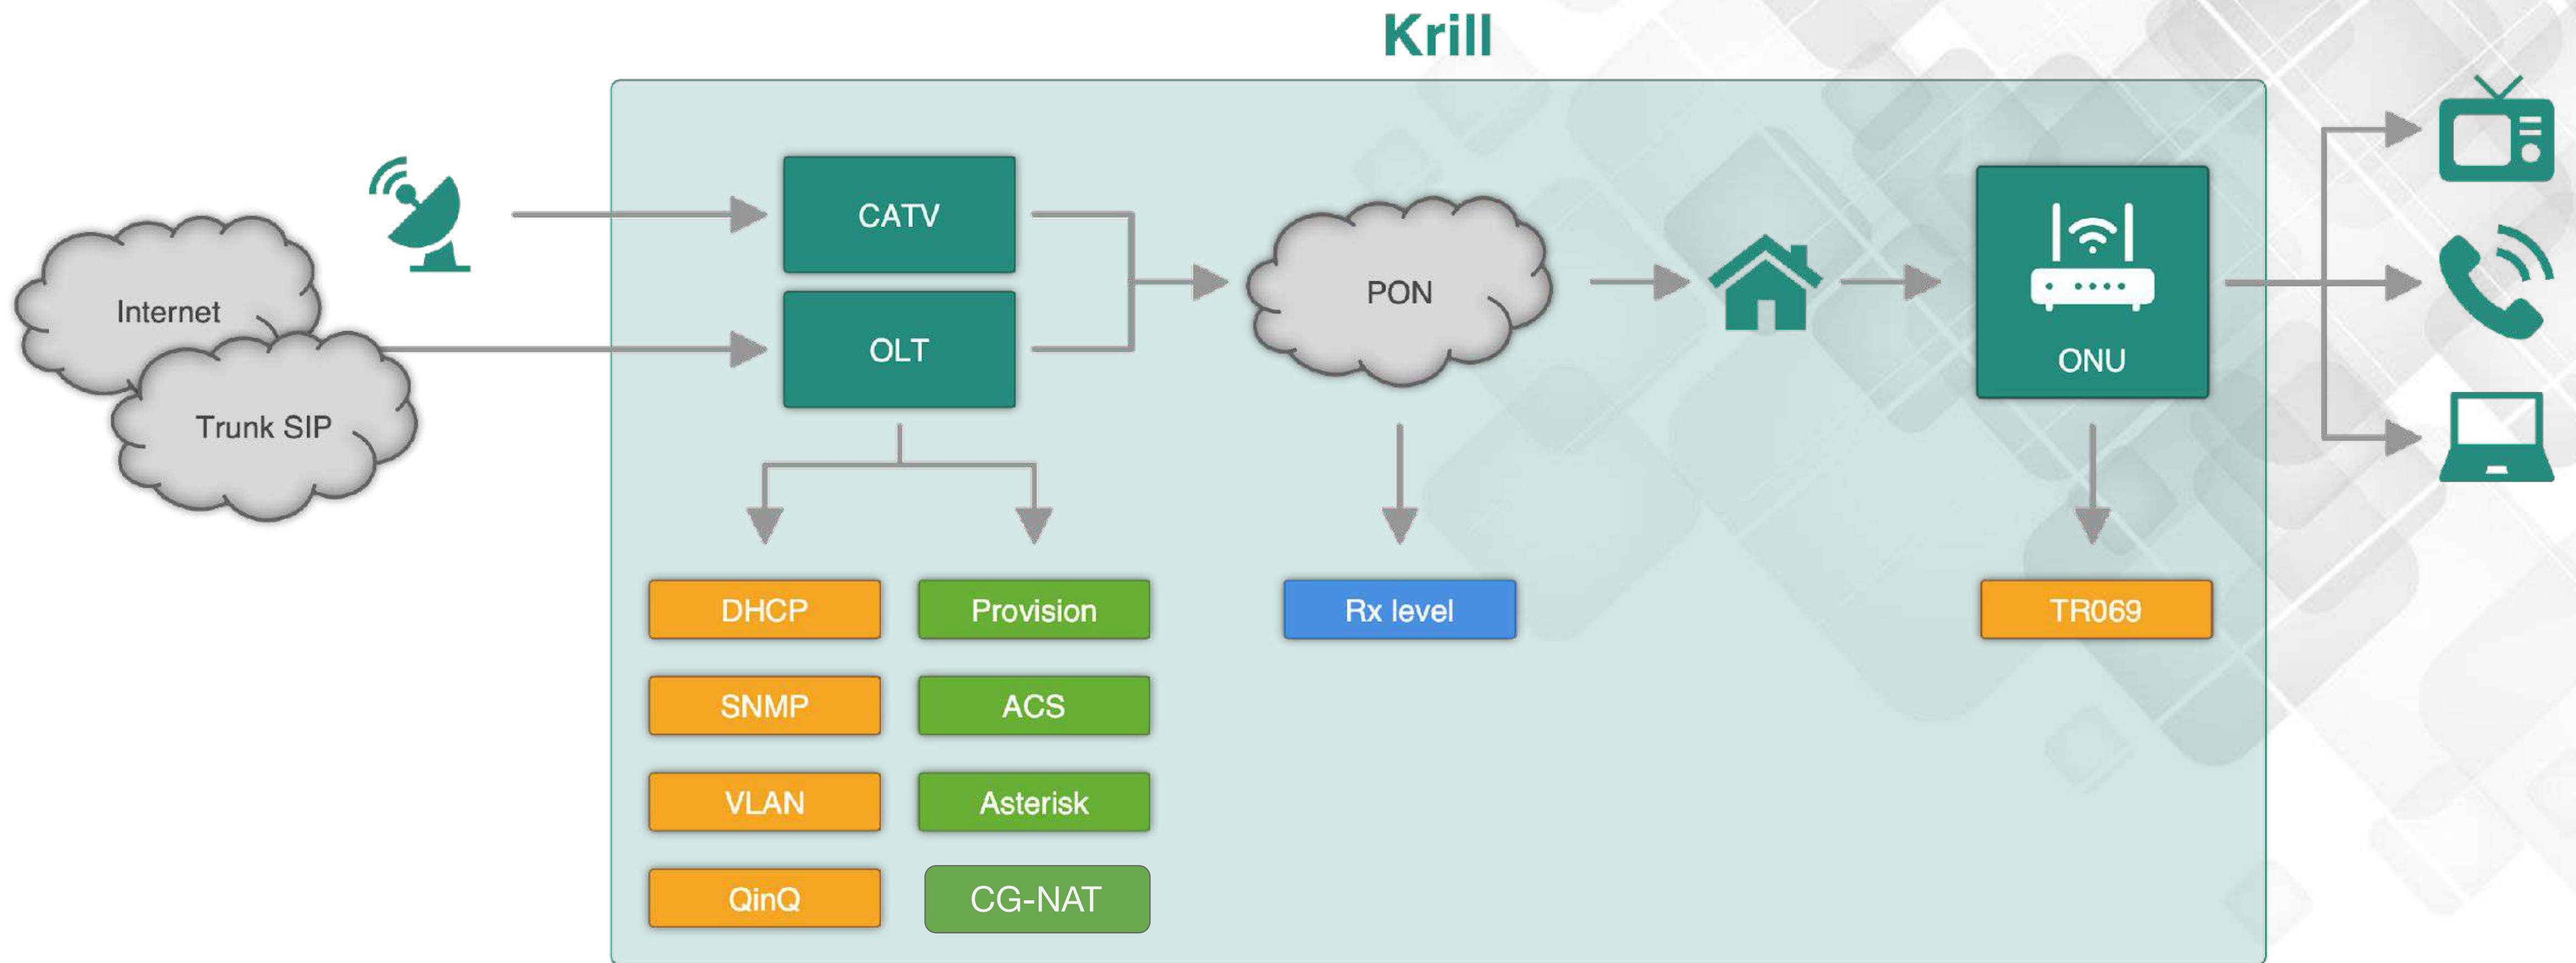 Krill
CATV
Internet
PON
OLT
ONU
Trunk SIP
DHCP
Provision
Rx level
TR069
SNMP
ACS
VLAN
Asterisk
QinQ
CG-NAT